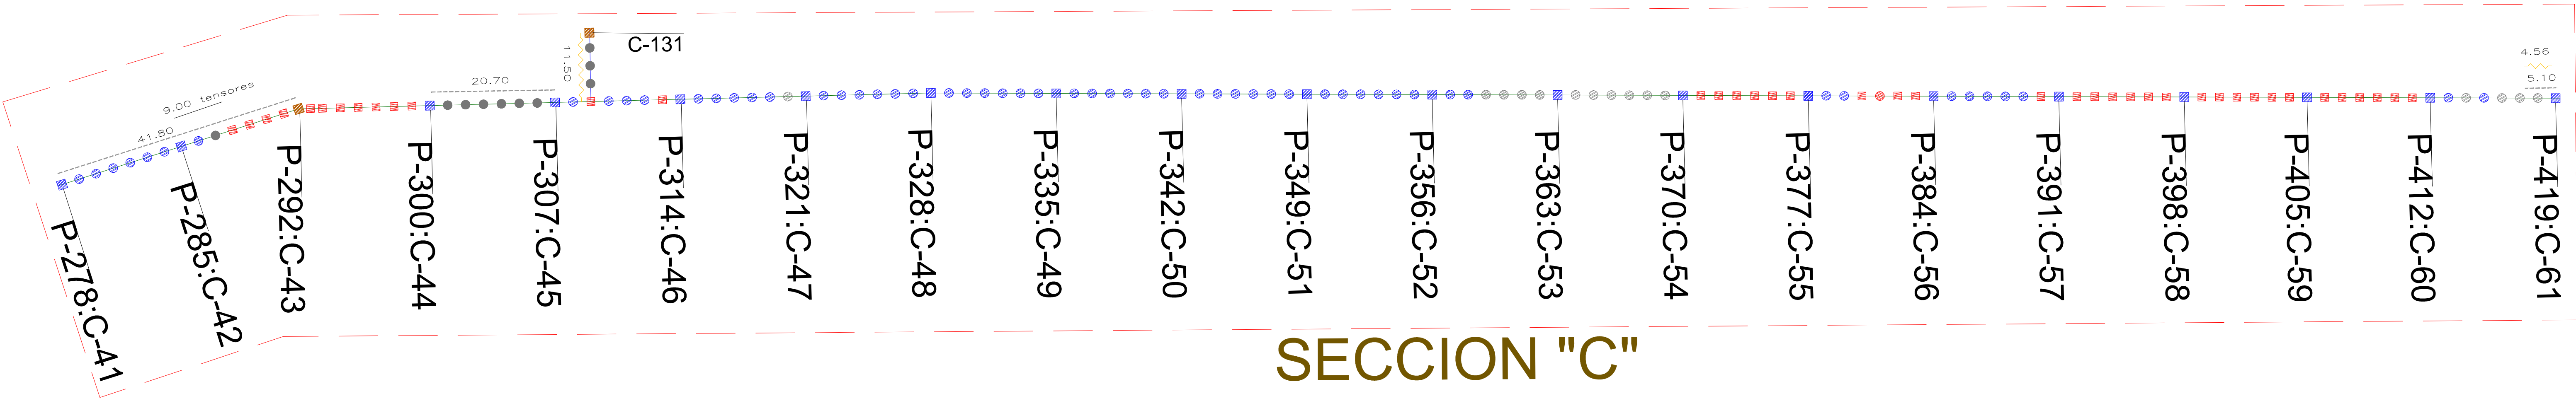 C-131
11.50
20.70
9.00 tensores
41.80
4.56
5.10
P-278:C-41
P-285:C-42
P-292:C-43
P-300:C-44
P-307:C-45
P-314:C-46
P-321:C-47
P-328:C-48
P-335:C-49
P-342:C-50
P-349:C-51
P-356:C-52
P-363:C-53
P-370:C-54
P-377:C-55
P-384:C-56
P-391:C-57
P-398:C-58
P-405:C-59
P-412:C-60
P-419:C-61
SECCION "C"